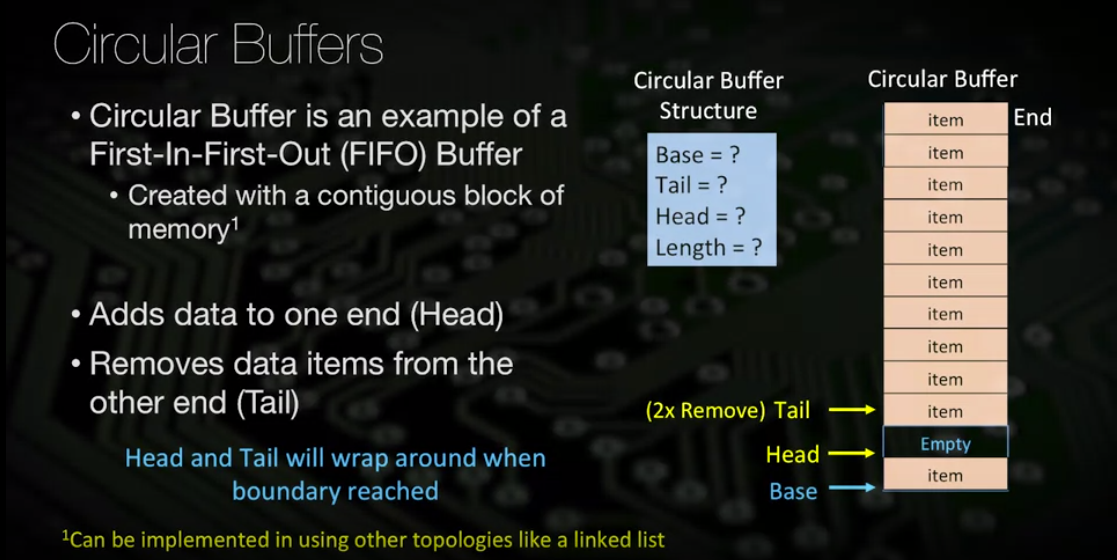 Circular Buffers
• Circular Buffer is an example of a
First-In-First-Out (FIFO) Buffer
• Created with a contiguous block of
memory¹
• Adds data to one end (Head)
• Removes data items from the
other end (Tail)
Head and Tail will wrap around when
boundary reached
¹Can be implemented in using other topologies like a linked list
Circular Buffer
Structure
Base = ?
Tail = ?
Head = ?
Length = ?
Circular Buffer
item End
item
item
item
item
item
item
item
item
(2x Remove) Tail item
Head Empty
item
Base